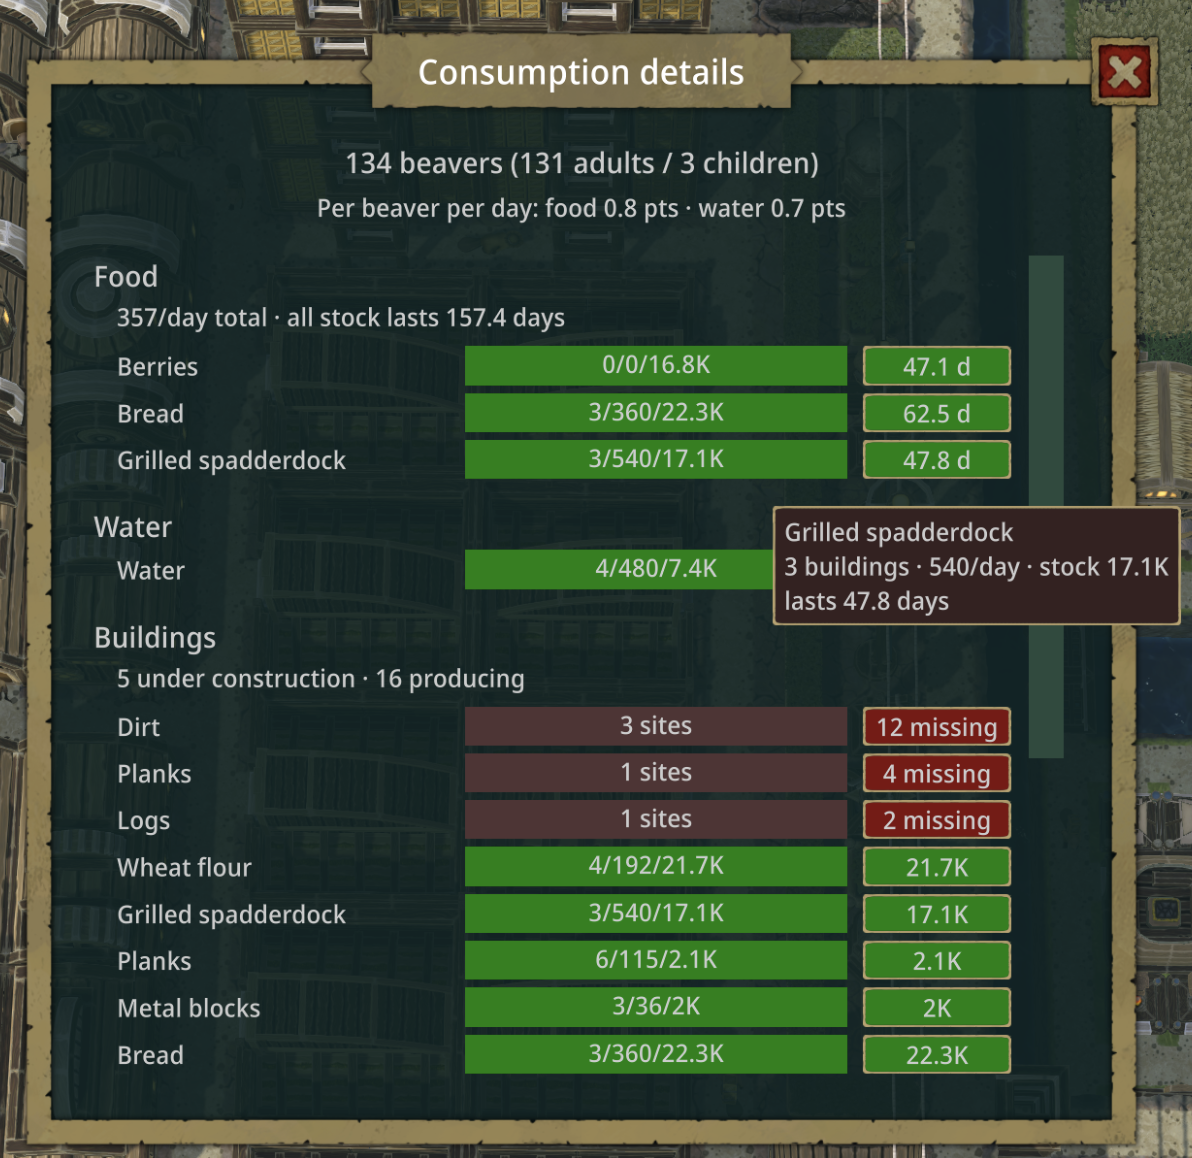 Consumption details
134 beavers (131 adults / 3 children)
Per beaver per day: food 0.8 pts · water 0.7 pts
Food
357/day total · all stock lasts 157.4 days
Berries 0/0/16.8K 47.1 d
Bread 3/360/22.3K 62.5 d
Grilled spadderdock 3/540/17.1K 47.8 d
Water
Water 4/480/7.4K
Grilled spadderdock
3 buildings · 540/day · stock 17.1K
lasts 47.8 days
Buildings
5 under construction · 16 producing
Dirt 3 sites 12 missing
Planks 1 sites 4 missing
Logs 1 sites 2 missing
Wheat flour 4/192/21.7K 21.7K
Grilled spadderdock 3/540/17.1K 17.1K
Planks 6/115/2.1K 2.1K
Metal blocks 3/36/2K 2K
Bread 3/360/22.3K 22.3K